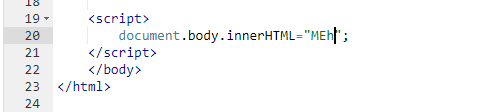 18
19 <script>
20 document.body.innerHTML="MEh";
21 </script>
22 </body>
23 </html>
24